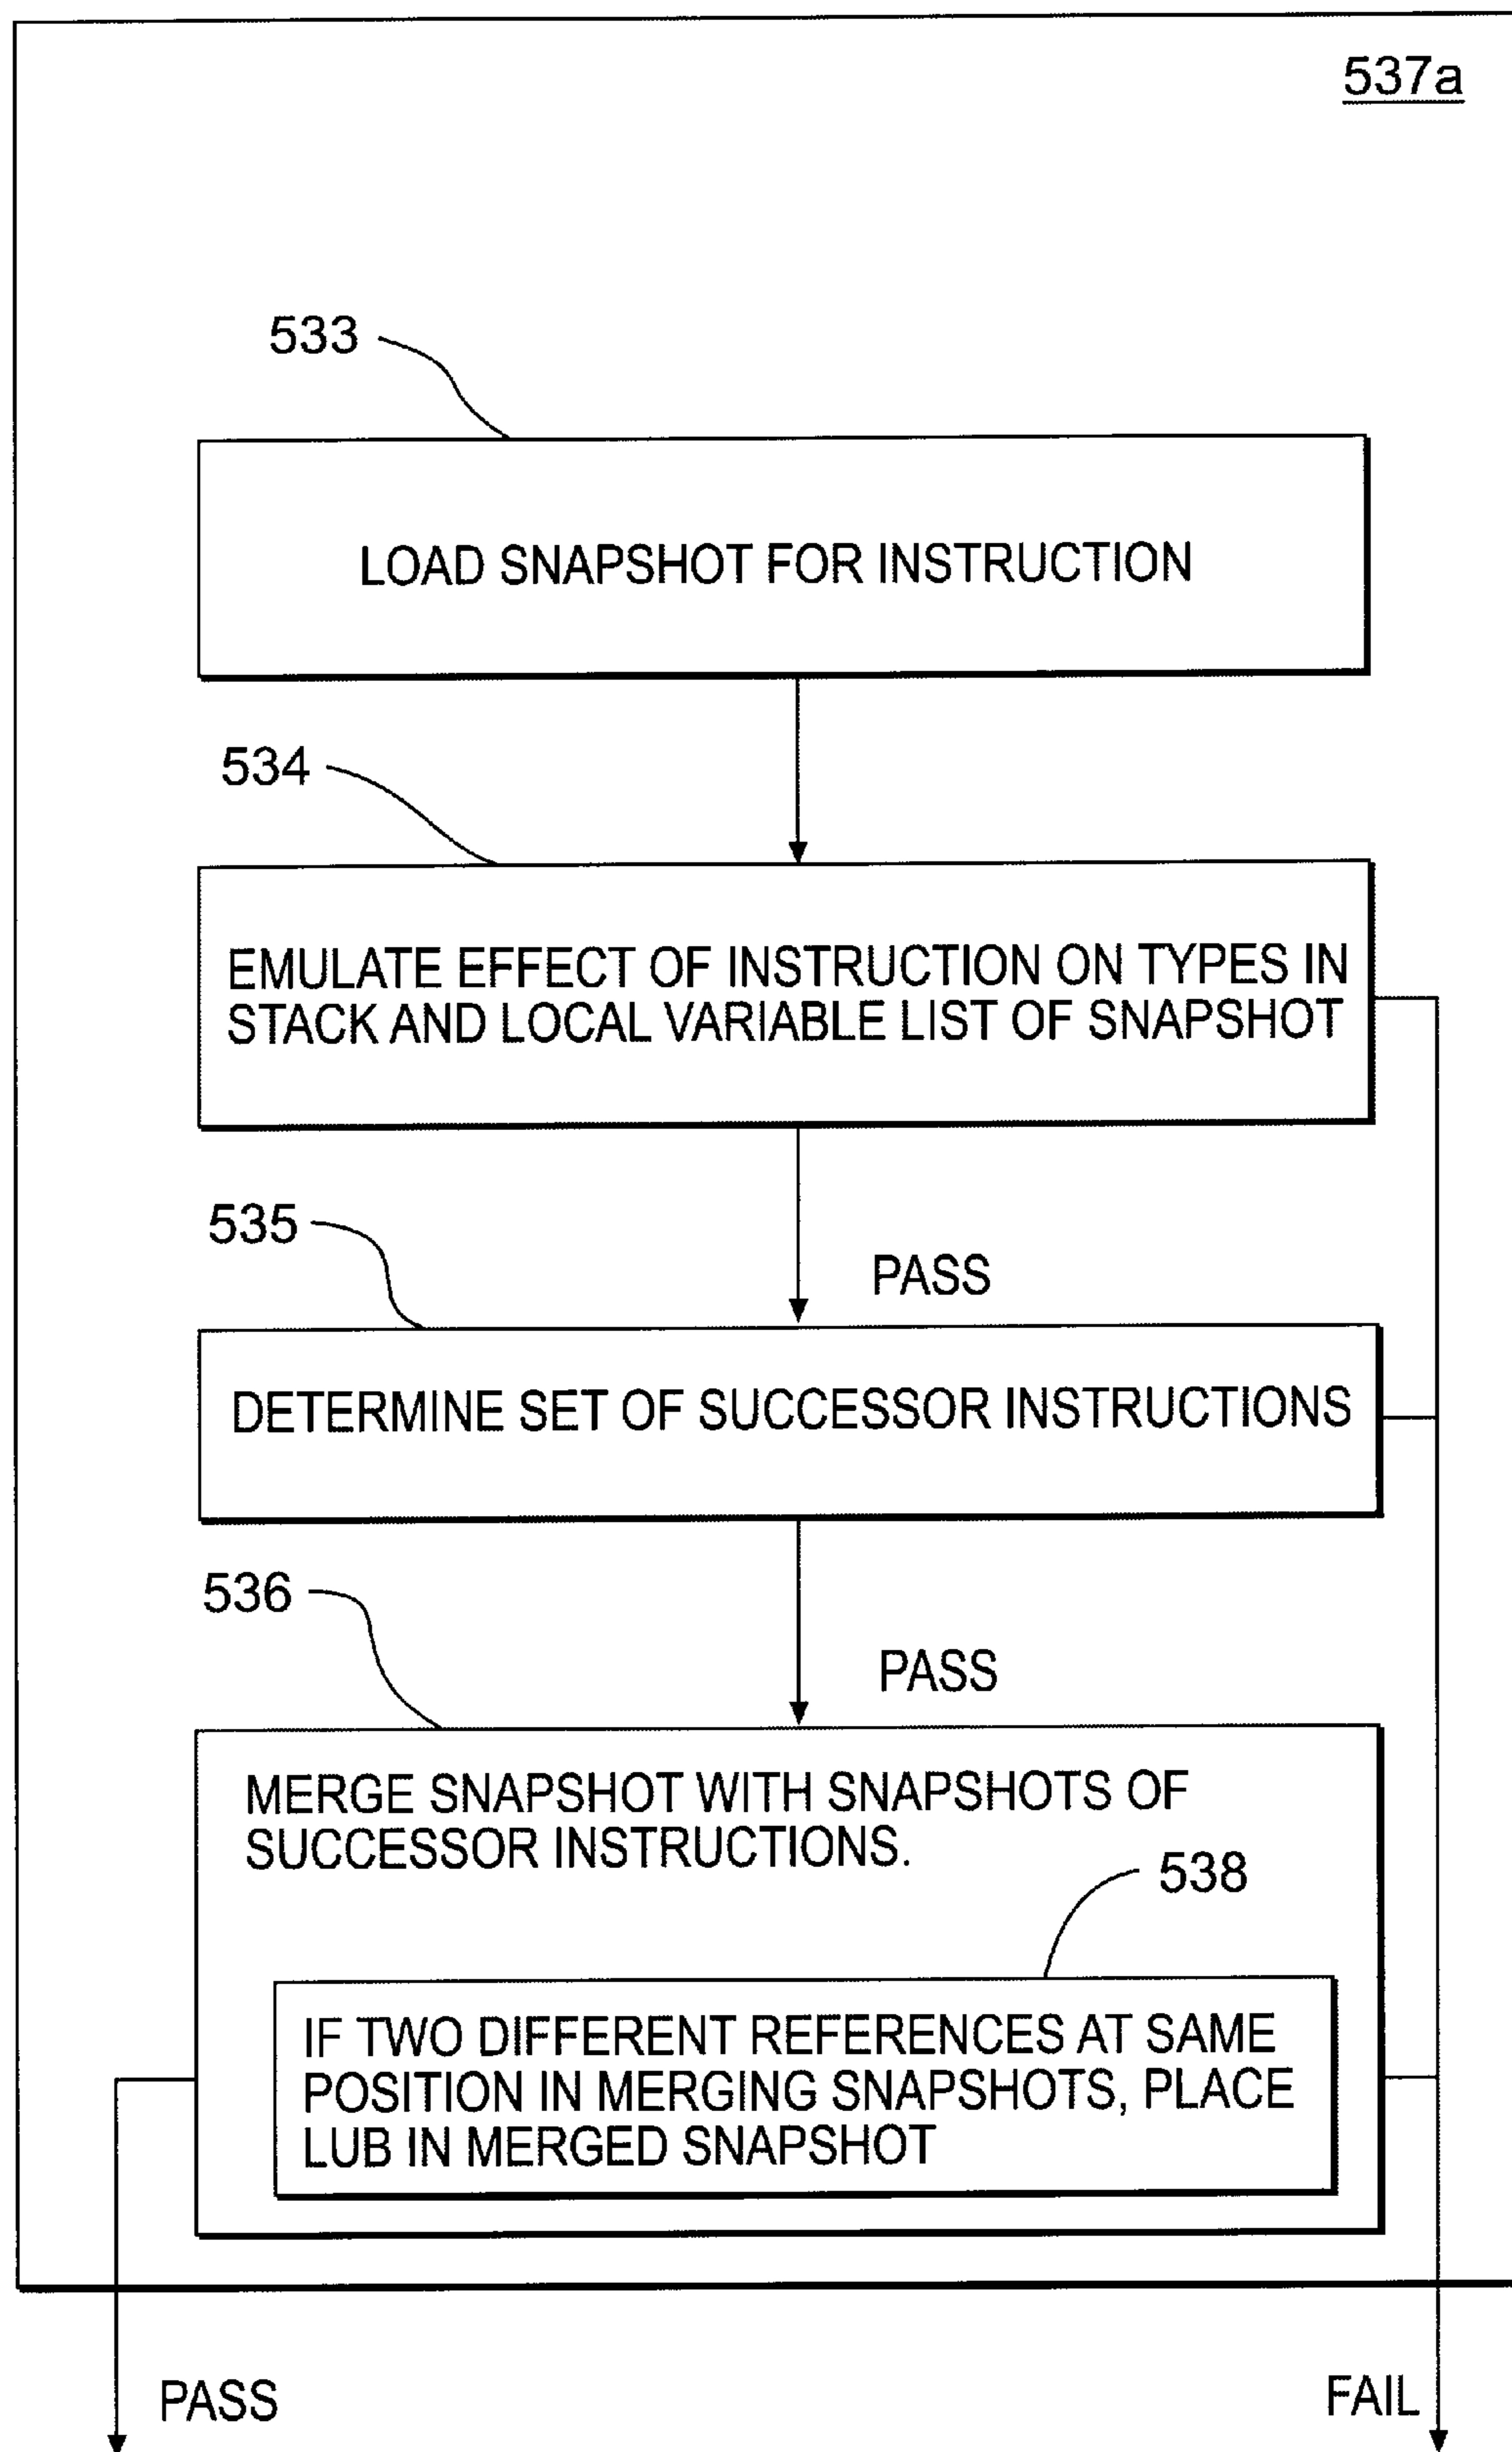 537a
533
LOAD SNAPSHOT FOR INSTRUCTION
534
EMULATE EFFECT OF INSTRUCTION ON TYPES IN
STACK AND LOCAL VARIABLE LIST OF SNAPSHOT
535
PASS
DETERMINE SET OF SUCCESSOR INSTRUCTIONS
536
PASS
MERGE SNAPSHOT WITH SNAPSHOTS OF
SUCCESSOR INSTRUCTIONS.
538
IF TWO DIFFERENT REFERENCES AT SAME
POSITION IN MERGING SNAPSHOTS, PLACE
LUB IN MERGED SNAPSHOT
PASS
FAIL